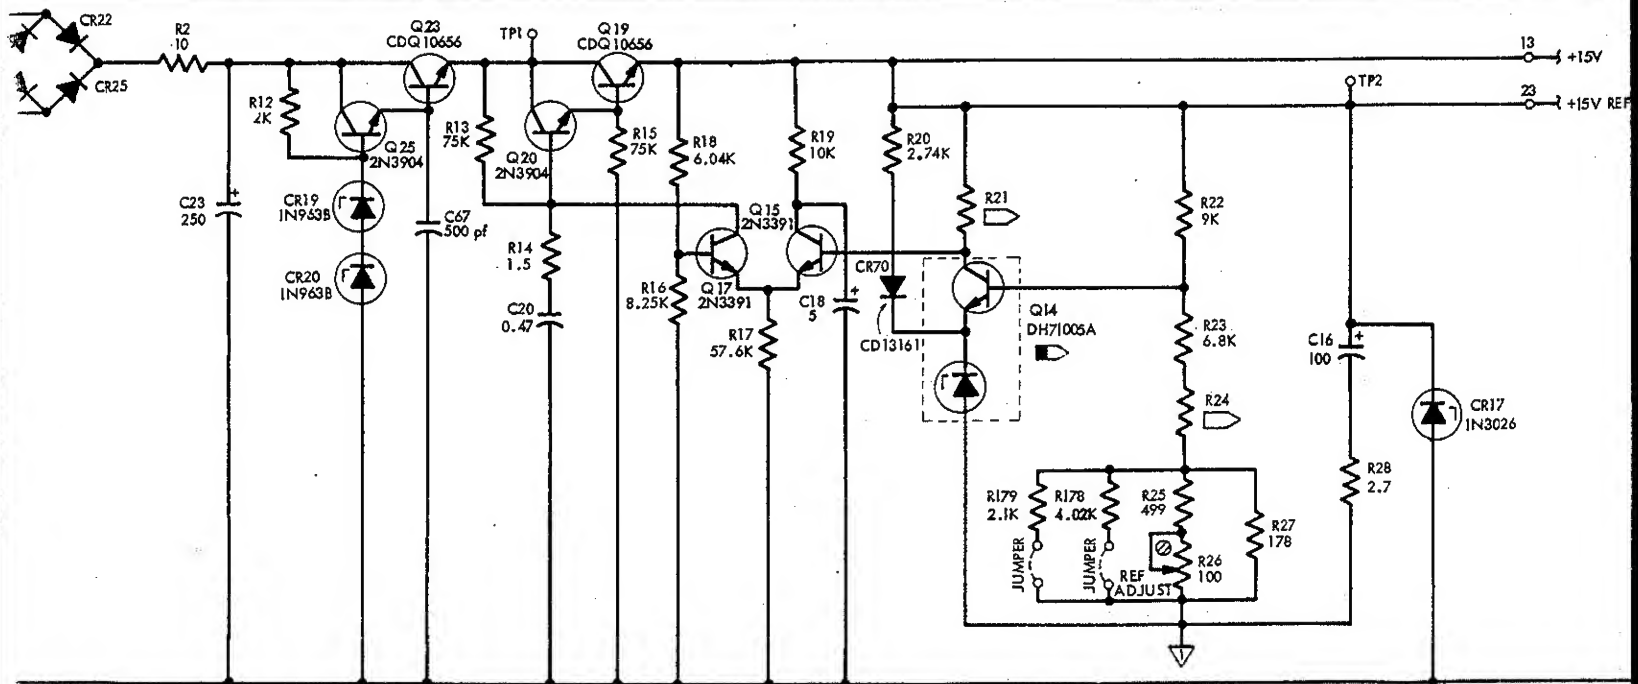 CR22
CR25
R2
10
Q23
CDQ10656
TP1
Q19
CDQ10656
13
+15V
TP2
23
+15V REF
R12
2K
Q25
2N3904
R13
75K
Q20
2N3904
R15
75K
R18
6.04K
R19
10K
R20
2.74K
C23
250
+
CR19
1N963B
CR20
1N963B
C67
500 pf
R14
1.5
C20
0.47
Q15
2N3391
Q17
2N3391
R16
8.25K
R17
57.6K
C18
5
+
CR70
CD13161
R21
Q14
DH71005A
R22
9K
R23
6.8K
R24
C16
100
+
CR17
1N3026
R28
2.7
R179
2.1K
R178
4.02K
R25
499
R27
178
R26
100
JUMPER
JUMPER
REF
ADJUST
1